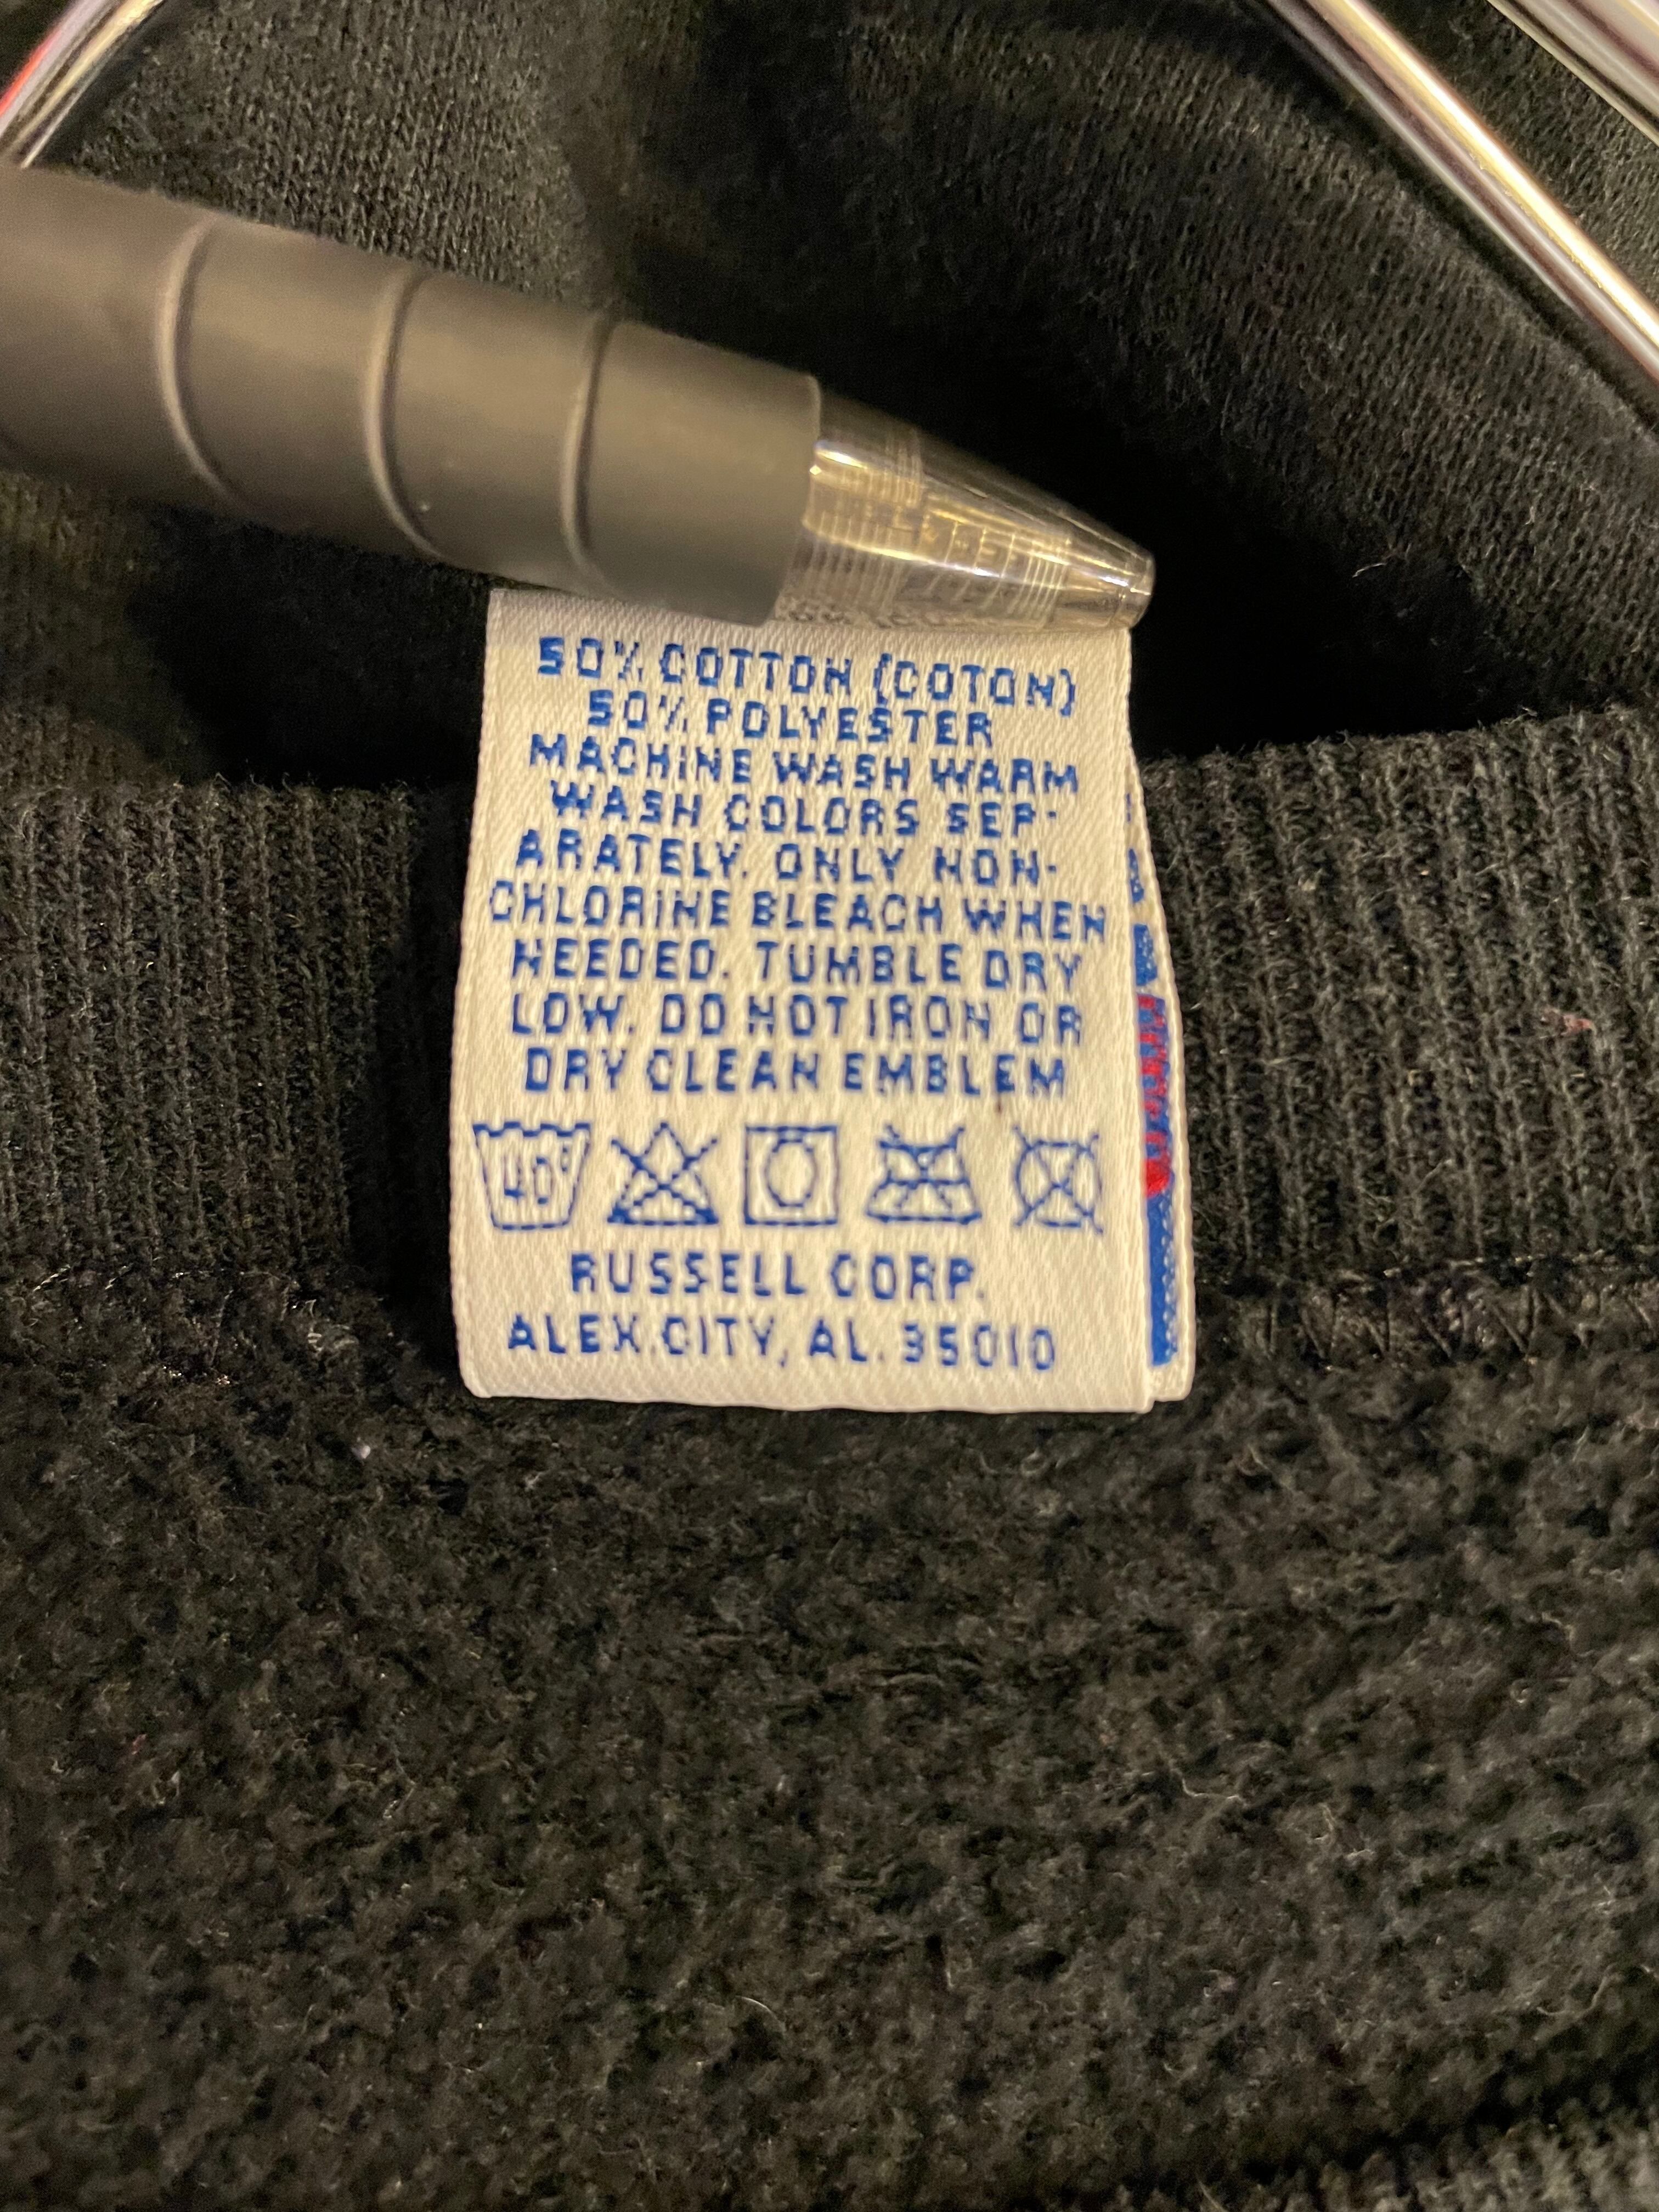 50% COTTON (COTON)
50% POLYESTER
MACHINE WASH WARM
WASH COLORS SEP-
ARATELY. ONLY NON-
CHLORINE BLEACH WHEN
NEEDED. TUMBLE DRY
LOW. DO NOT IRON OR
DRY CLEAN EMBLEM
40°
RUSSELL CORP.
ALEX.CITY, AL. 35010